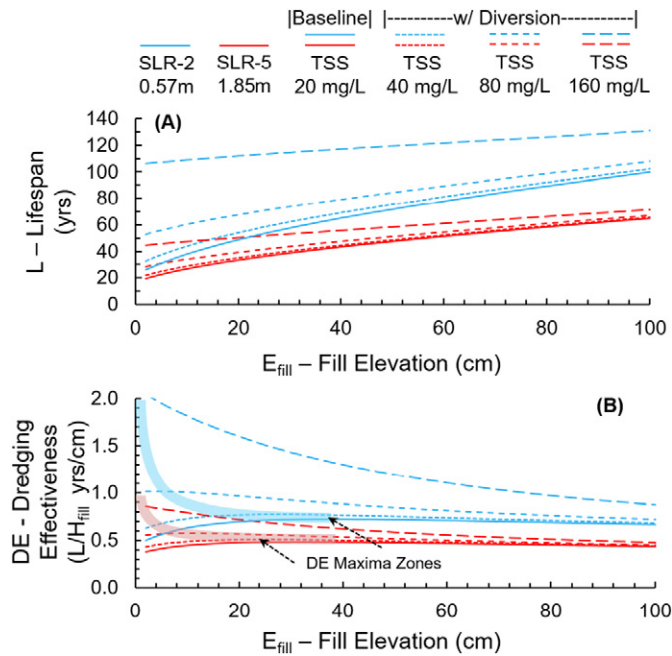 |Baseline| |----------w/ Diversion----------|
SLR-2 SLR-5 TSS TSS TSS TSS
0.57m 1.85m 20 mg/L 40 mg/L 80 mg/L 160 mg/L
(A)
L – Lifespan
(yrs)
140
120
100
80
60
40
20
0
0 20 40 60 80 100
E_fill – Fill Elevation (cm)
(B)
DE - Dredging
Effectiveness
(L/H_fill yrs/cm)
2.0
1.5
1.0
0.5
0.0
DE Maxima Zones
0 20 40 60 80 100
E_fill – Fill Elevation (cm)